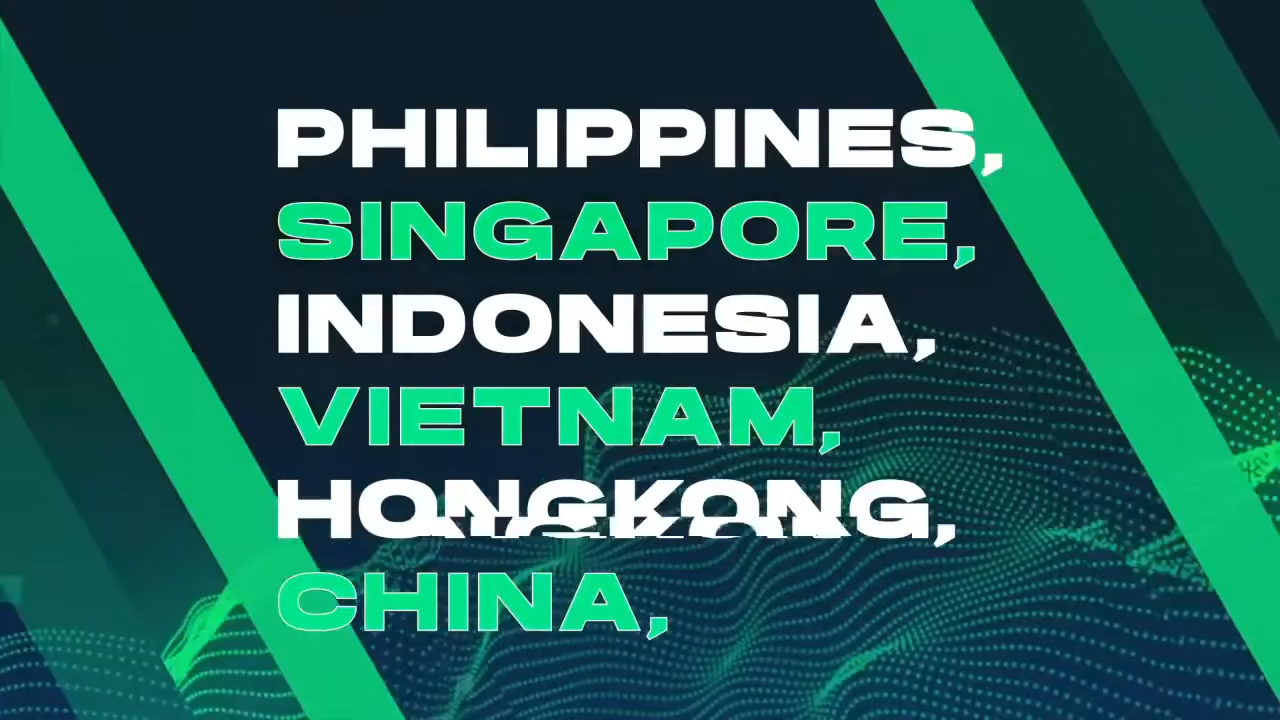 PHILIPPINES,
SINGAPORE,
INDONESIA,
VIETNAM,
HONGKONG,
CHINA,